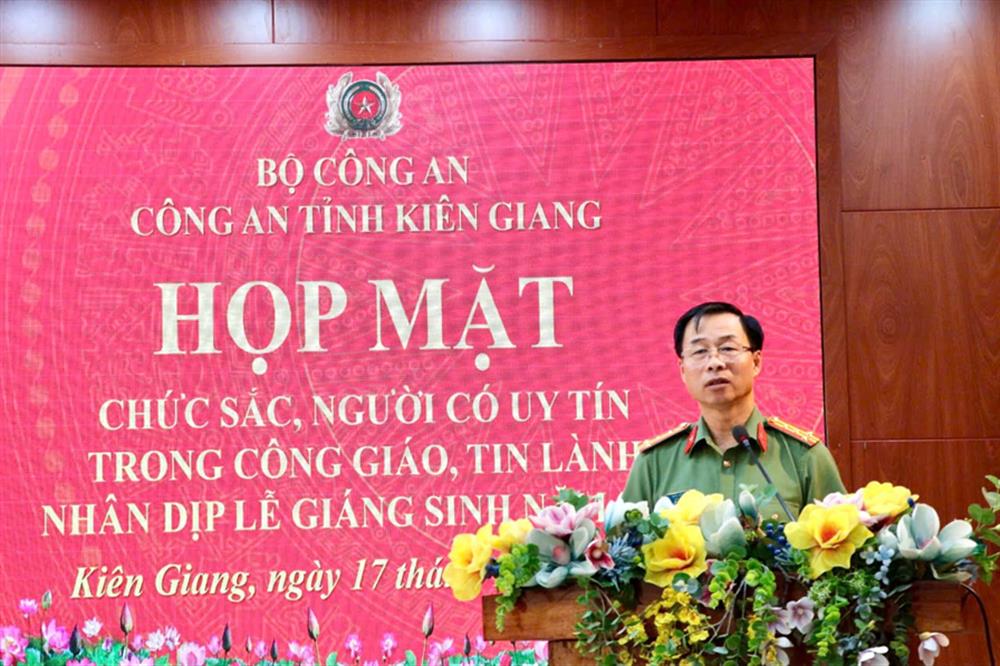 BỘ CÔNG AN
CÔNG AN TỈNH KIÊN GIANG
HỌP MẶT
CHỨC SẮC, NGƯỜI CÓ UY TÍN
TRONG CÔNG GIÁO, TIN LÀNH
NHÂN DỊP LỄ GIÁNG SINH
Kiên Giang, ngày 17